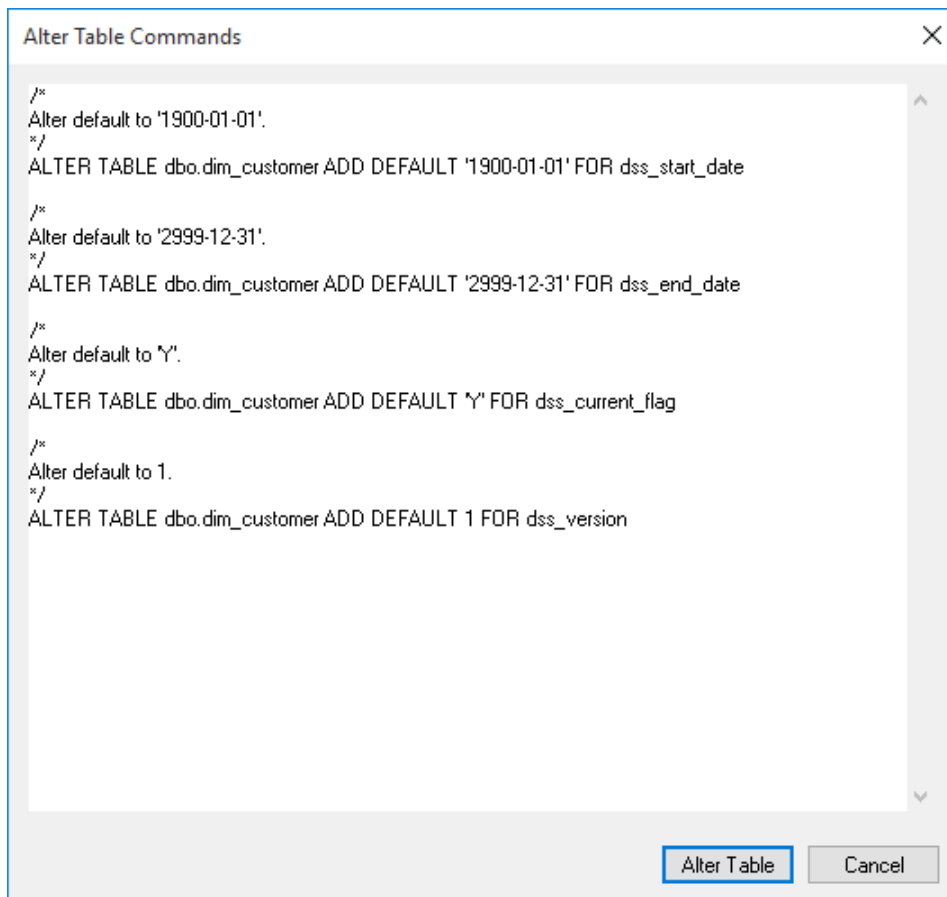 Alter Table Commands
/*
Alter default to '1900-01-01'.
*/
ALTER TABLE dbo.dim_customer ADD DEFAULT '1900-01-01' FOR dss_start_date
/*
Alter default to '2999-12-31'.
*/
ALTER TABLE dbo.dim_customer ADD DEFAULT '2999-12-31' FOR dss_end_date
/*
Alter default to 'Y'.
*/
ALTER TABLE dbo.dim_customer ADD DEFAULT 'Y' FOR dss_current_flag
/*
Alter default to 1.
*/
ALTER TABLE dbo.dim_customer ADD DEFAULT 1 FOR dss_version
Alter Table Cancel